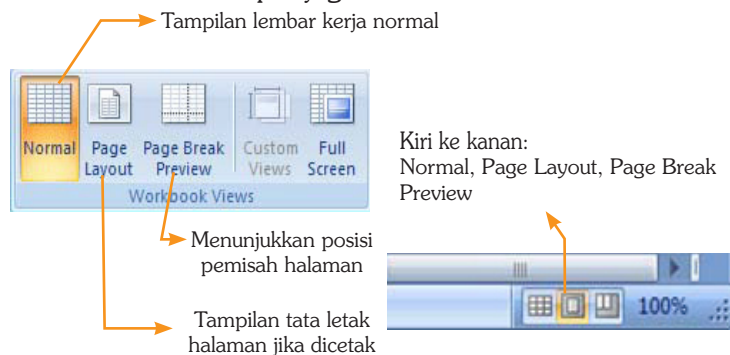 Tampilan lembar kerja normal
Normal
Page Layout
Page Break Preview
Custom Views
Full Screen
Workbook Views
Kiri ke kanan:
Normal, Page Layout, Page Break
Preview
Menunjukkan posisi
pemisah halaman
100%
Tampilan tata letak
halaman jika dicetak